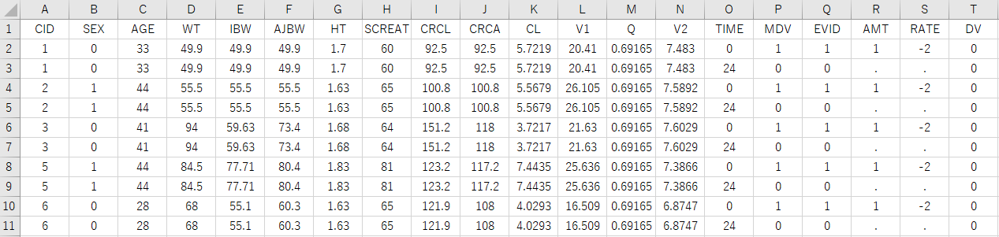 A B C D E F G H I J K L M N O P Q R S T
1 CID SEX AGE WT IBW AJBW HT SCREAT CRCL CRCA CL V1 Q V2 TIME MDV EVID AMT RATE DV
2 1 0 33 49.9 49.9 49.9 1.7 60 92.5 92.5 5.7219 20.41 0.69165 7.483 0 1 1 1 -2 0
3 1 0 33 49.9 49.9 49.9 1.7 60 92.5 92.5 5.7219 20.41 0.69165 7.483 24 0 0 . . 0
4 2 1 44 55.5 55.5 55.5 1.63 65 100.8 100.8 5.5679 26.105 0.69165 7.5892 0 1 1 1 -2 0
5 2 1 44 55.5 55.5 55.5 1.63 65 100.8 100.8 5.5679 26.105 0.69165 7.5892 24 0 0 . . 0
6 3 0 41 94 59.63 73.4 1.68 64 151.2 118 3.7217 21.63 0.69165 7.6029 0 1 1 1 -2 0
7 3 0 41 94 59.63 73.4 1.68 64 151.2 118 3.7217 21.63 0.69165 7.6029 24 0 0 . . 0
8 5 1 44 84.5 77.71 80.4 1.83 81 123.2 117.2 7.4435 25.636 0.69165 7.3866 0 1 1 1 -2 0
9 5 1 44 84.5 77.71 80.4 1.83 81 123.2 117.2 7.4435 25.636 0.69165 7.3866 24 0 0 . . 0
10 6 0 28 68 55.1 60.3 1.63 65 121.9 108 4.0293 16.509 0.69165 6.8747 0 1 1 1 -2 0
11 6 0 28 68 55.1 60.3 1.63 65 121.9 108 4.0293 16.509 0.69165 6.8747 24 0 0 . . 0